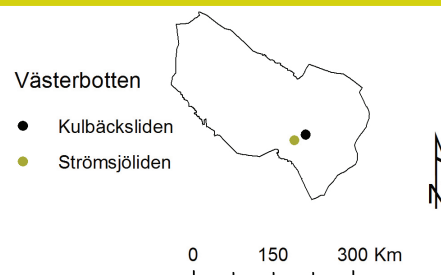 Västerbotten
Kulbäcksliden
Strömsjöliden
N
0 150 300 Km